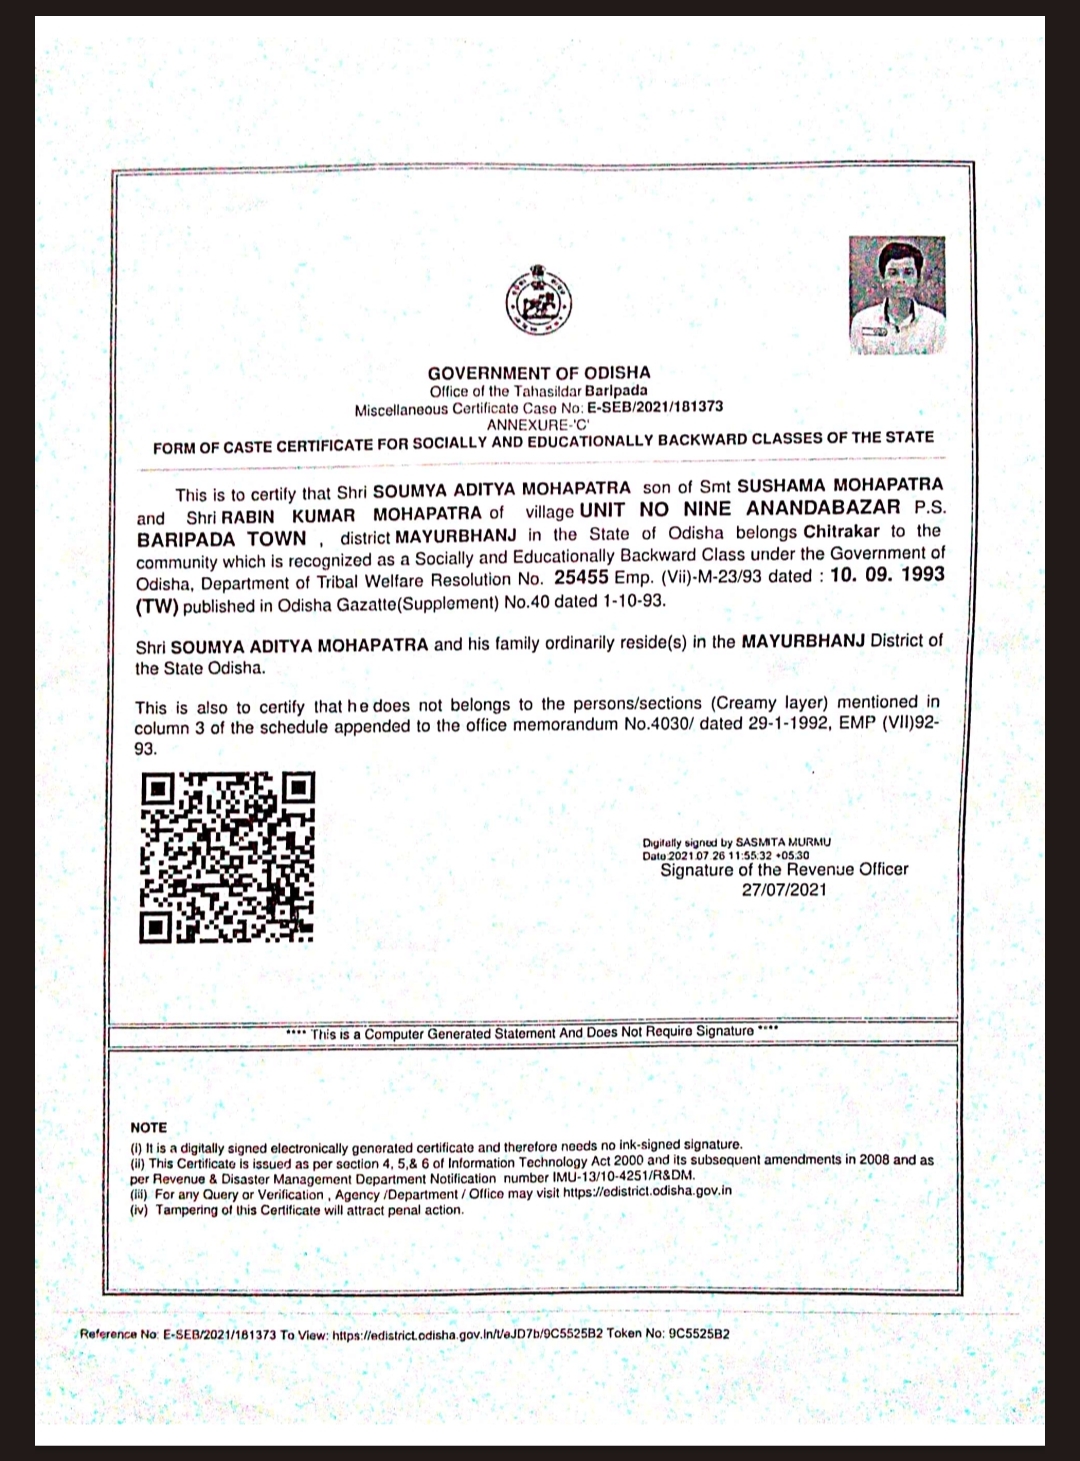 GOVERNMENT OF ODISHA
Office of the Tahasildar Baripada
Miscellaneous Certificate Case No: E-SEB/2021/181373
ANNEXURE-'C'
FORM OF CASTE CERTIFICATE FOR SOCIALLY AND EDUCATIONALLY BACKWARD CLASSES OF THE STATE
This is to certify that Shri SOUMYA ADITYA MOHAPATRA son of Smt SUSHAMA MOHAPATRA
and Shri RABIN KUMAR MOHAPATRA of village UNIT NO NINE ANANDABAZAR P.S.
BARIPADA TOWN , district MAYURBHANJ in the State of Odisha belongs Chitrakar to the
community which is recognized as a Socially and Educationally Backward Class under the Government of
Odisha, Department of Tribal Welfare Resolution No. 25455 Emp. (Vii)-M-23/93 dated : 10. 09. 1993
(TW) published in Odisha Gazatte(Supplement) No.40 dated 1-10-93.
Shri SOUMYA ADITYA MOHAPATRA and his family ordinarily reside(s) in the MAYURBHANJ District of
the State Odisha.
This is also to certify that he does not belongs to the persons/sections (Creamy layer) mentioned in
column 3 of the schedule appended to the office memorandum No.4030/ dated 29-1-1992, EMP (VII)92-
93.
Digitally signed by SASMITA MURMU
Date:2021.07.26 11:55:32 +05:30
Signature of the Revenue Officer
27/07/2021
**** This is a Computer Generated Statement And Does Not Require Signature ****
NOTE
(i) It is a digitally signed electronically generated certificate and therefore needs no ink-signed signature.
(ii) This Certificate is issued as per section 4, 5,& 6 of Information Technology Act 2000 and its subsequent amendments in 2008 and as
per Revenue & Disaster Management Department Notification number IMU-13/10-4251/R&DM.
(iii) For any Query or Verification , Agency /Department / Office may visit https://edistrict.odisha.gov.in
(iv) Tampering of this Certificate will attract penal action.
Reference No: E-SEB/2021/181373 To View: https://edistrict.odisha.gov.in/t/eJD7b/9C5525B2 Token No: 9C5525B2